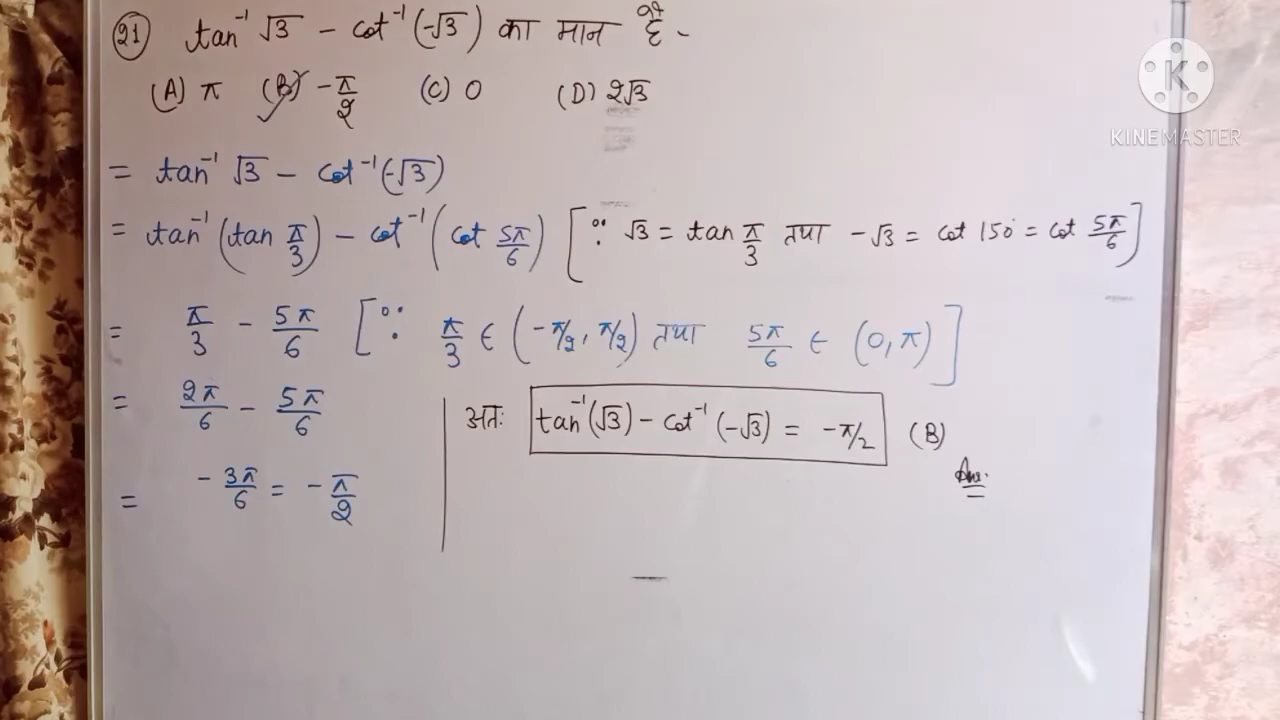 21) tan⁻¹ √3 − cot⁻¹(−√3) का मान है -
(A) π (B) −π/2 (C) 0 (D) 2√3
K
KINEMASTER
= tan⁻¹ √3 − cot⁻¹(−√3)
= tan⁻¹(tan π/3) − cot⁻¹(cot 5π/6) [∵ √3 = tan π/3 तथा −√3 = cot 150° = cot 5π/6]
= π/3 − 5π/6 [∵ π/3 ∈ (−π/2, π/2) तथा 5π/6 ∈ (0, π)]
= 2π/6 − 5π/6
= −3π/6 = −π/2
अतः tan⁻¹(√3) − cot⁻¹(−√3) = −π/2 (B)
Ans.